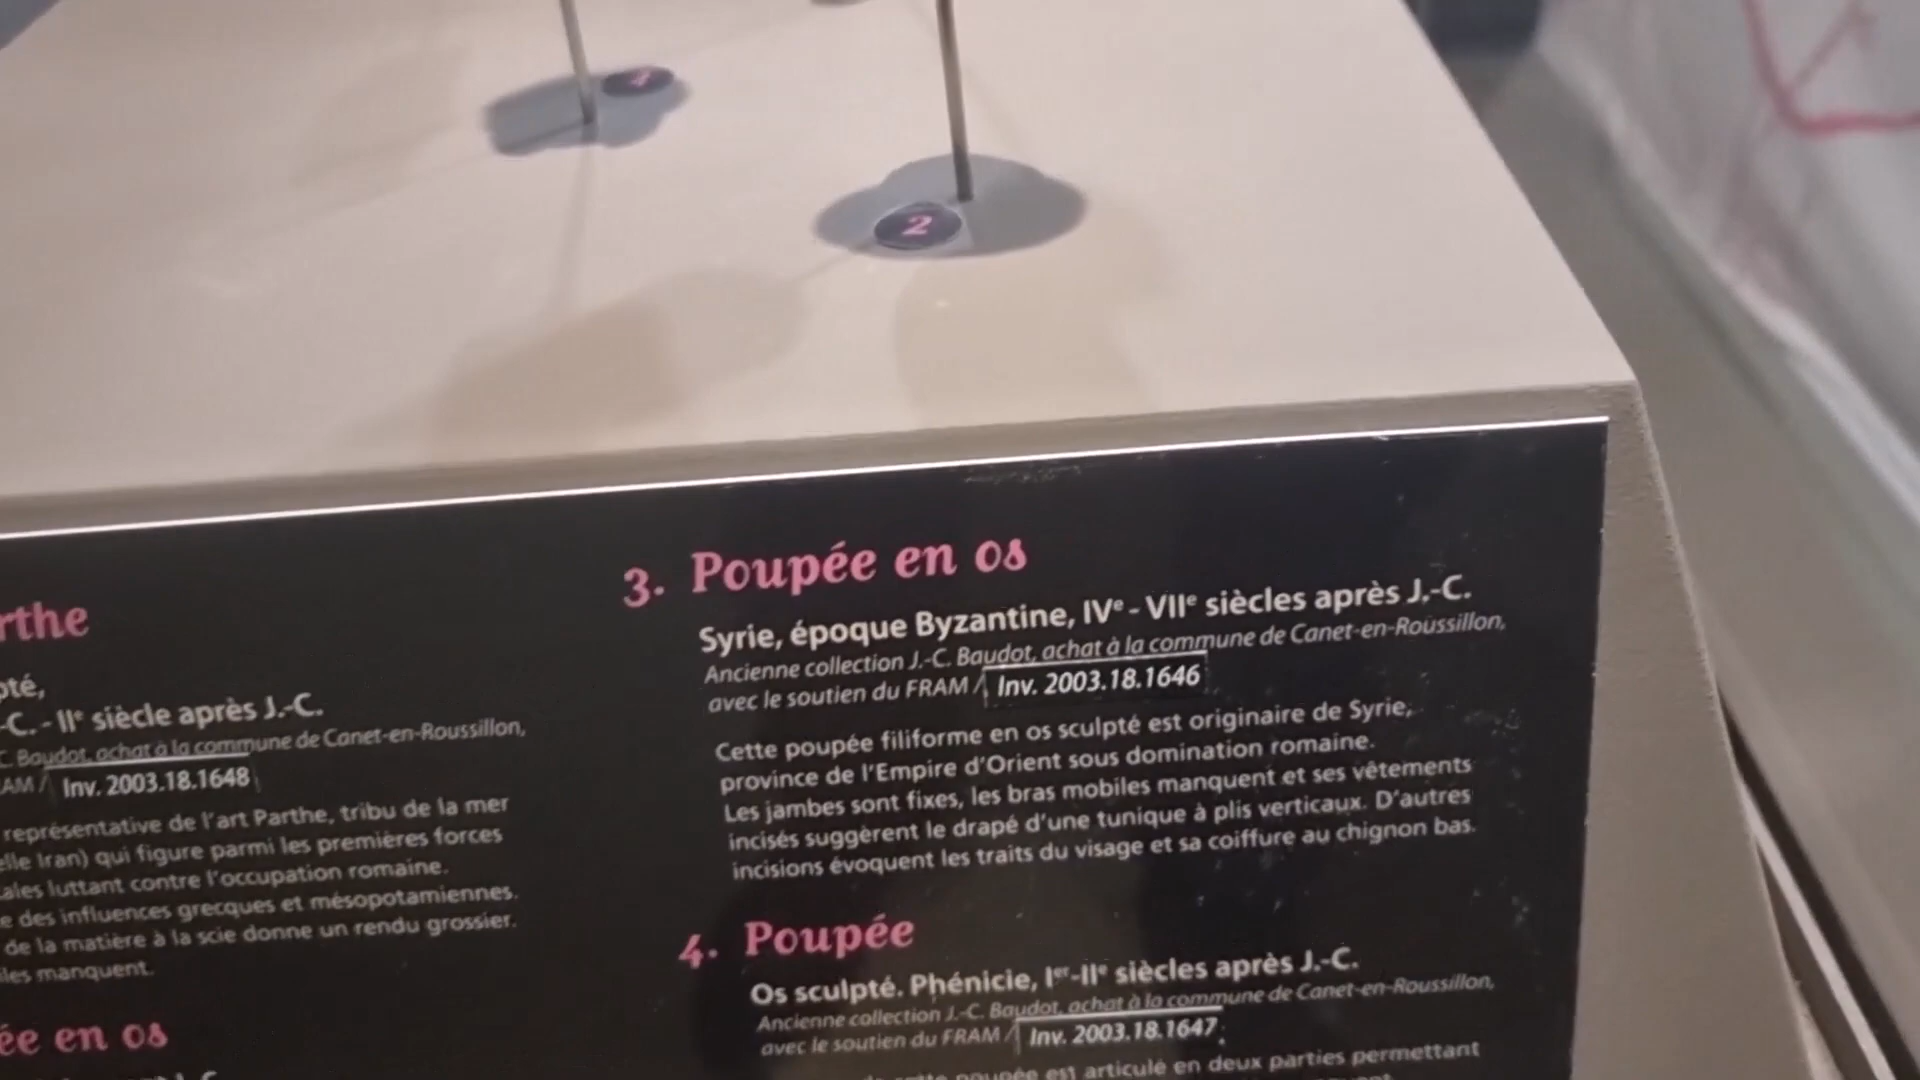 2
rthe
pté,
-C. - IIᵉ siècle après J.-C.
C. Baudot, achat à la commune de Canet-en-Roussillon,
AM / Inv. 2003.18.1648
représentative de l'art Parthe, tribu de la mer
elle Iran) qui figure parmi les premières forces
ales luttant contre l'occupation romaine.
e des influences grecques et mésopotamiennes.
de la matière à la scie donne un rendu grossier.
iles manquent.
ée en os
3. Poupée en os
Syrie, époque Byzantine, IVᵉ - VIIᵉ siècles après J.-C.
Ancienne collection J.-C. Baudot, achat à la commune de Canet-en-Roussillon,
avec le soutien du FRAM / Inv. 2003.18.1646
Cette poupée filiforme en os sculpté est originaire de Syrie,
province de l'Empire d'Orient sous domination romaine.
Les jambes sont fixes, les bras mobiles manquent et ses vêtements
incisés suggèrent le drapé d'une tunique à plis verticaux. D'autres
incisions évoquent les traits du visage et sa coiffure au chignon bas.
4. Poupée
Os sculpté. Phénicie, Iᵉʳ-IIᵉ siècles après J.-C.
Ancienne collection J.-C. Baudot, achat à la commune de Canet-en-Roussillon,
avec le soutien du FRAM / Inv. 2003.18.1647
cette poupée est articulé en deux parties permettant